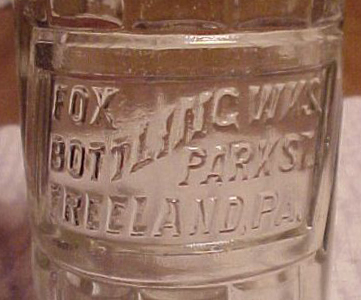 FOX
BOTTLING WKS.
PARK ST.
FREELAND, PA.